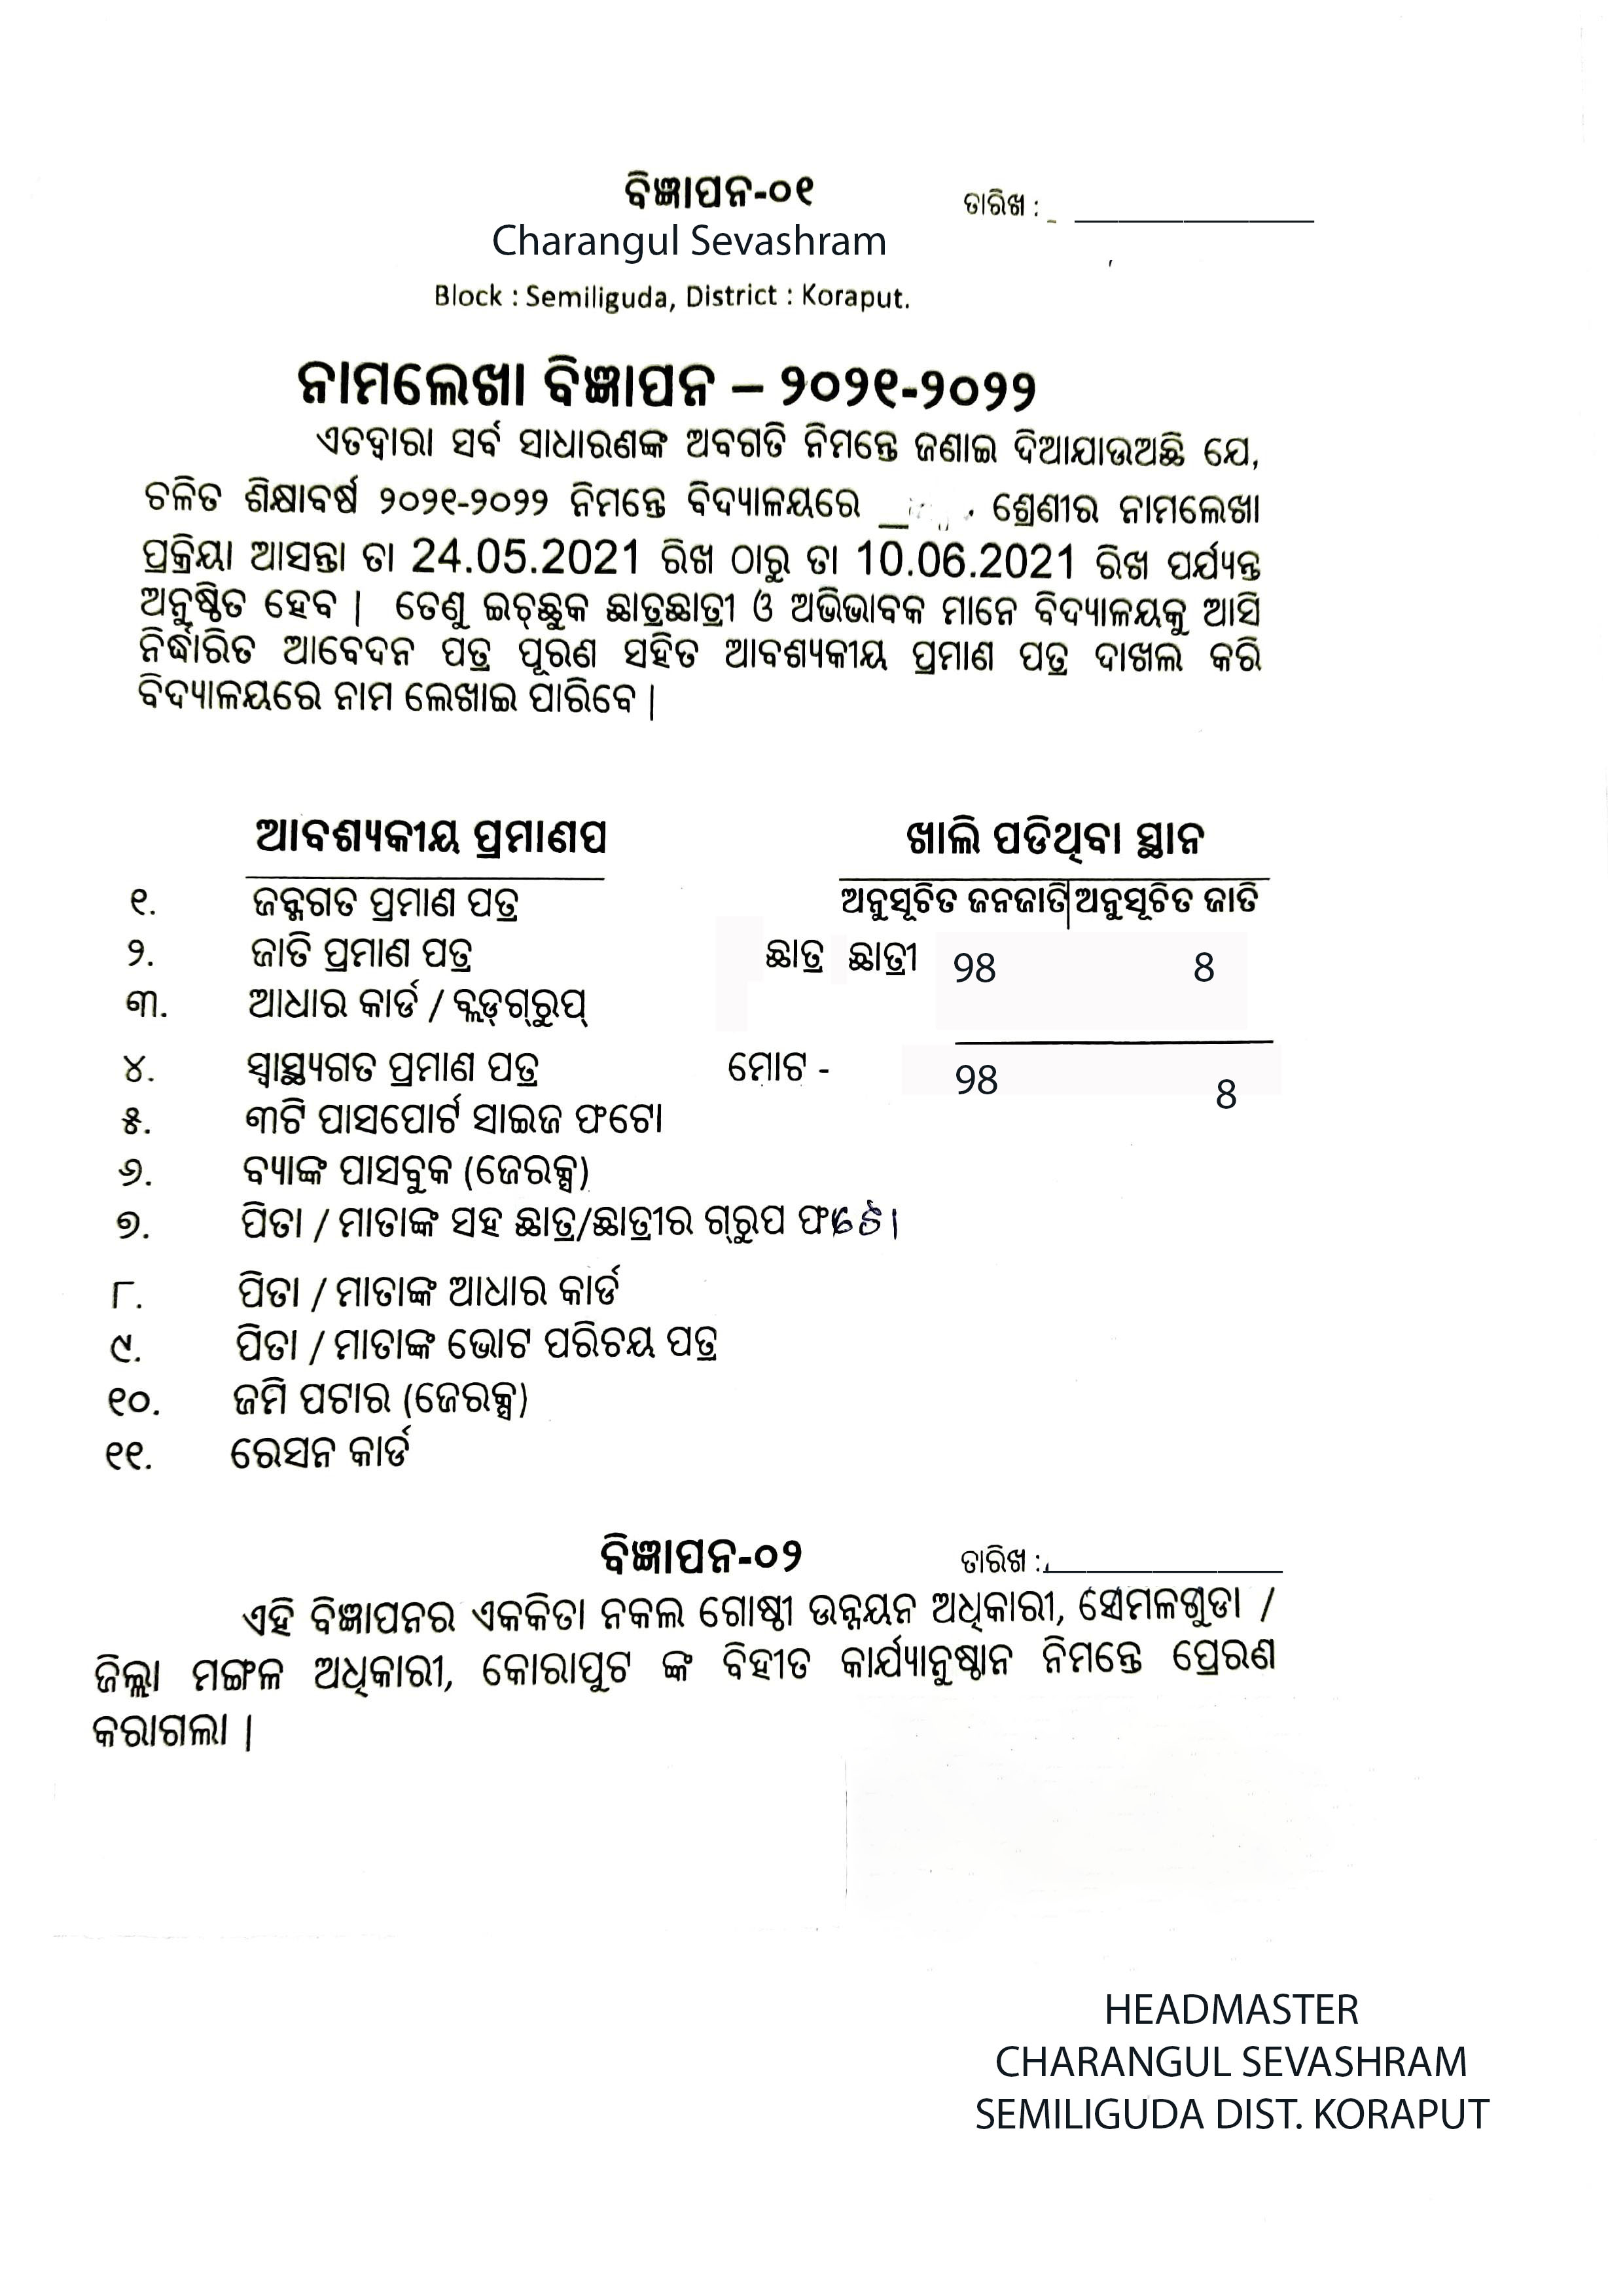 ବିଜ୍ଞାପନ-୦୧ ତାରିଖ :
Charangul Sevashram
Block : Semiliguda, District : Koraput.
ନାମଲେଖା ବିଜ୍ଞାପନ – ୨୦୨୧-୨୦୨୨
ଏତଦ୍ୱାରା ସର୍ବ ସାଧାରଣଙ୍କ ଅବଗତି ନିମନ୍ତେ ଜଣାଇ ଦିଆଯାଉଅଛି ଯେ,
ଚଳିତ ଶିକ୍ଷାବର୍ଷ ୨୦୨୧-୨୦୨୨ ନିମନ୍ତେ ବିଦ୍ୟାଳୟରେ ଶ୍ରେଣୀର ନାମଲେଖା
ପ୍ରକ୍ରିୟା ଆସନ୍ତା ତା 24.05.2021 ରିଖ ଠାରୁ ତା 10.06.2021 ରିଖ ପର୍ଯ୍ୟନ୍ତ
ଅନୁଷ୍ଠିତ ହେବ | ତେଣୁ ଇଚ୍ଛୁକ ଛାତ୍ରଛାତ୍ରୀ ଓ ଅଭିଭାବକ ମାନେ ବିଦ୍ୟାଳୟକୁ ଆସି
ନିର୍ଦ୍ଧାରିତ ଆବେଦନ ପତ୍ର ପୂରଣ ସହିତ ଆବଶ୍ୟକୀୟ ପ୍ରମାଣ ପତ୍ର ଦାଖଲ କରି
ବିଦ୍ୟାଳୟରେ ନାମ ଲେଖାଇ ପାରିବେ |
ଆବଶ୍ୟକୀୟ ପ୍ରମାଣପ ଖାଲି ପଡିଥିବା ସ୍ଥାନ
୧. ଜନ୍ମଗତ ପ୍ରମାଣ ପତ୍ର ଅନୁସୂଚିତ ଜନଜାତି ଅନୁସୂଚିତ ଜାତି
୨. ଜାତି ପ୍ରମାଣ ପତ୍ର ଛାତ୍ର ଛାତ୍ରୀ 98 8
୩. ଆଧାର କାର୍ଡ / ବ୍ଲଡ୍‌ଗ୍ରୁପ୍
୪. ସ୍ୱାସ୍ଥ୍ୟଗତ ପ୍ରମାଣ ପତ୍ର ମୋଟ - 98 8
୫. ୩ଟି ପାସପୋର୍ଟ ସାଇଜ ଫଟୋ
୬. ବ୍ୟାଙ୍କ ପାସବୁକ (ଜେରକ୍ସ)
୭. ପିତା / ମାତାଙ୍କ ସହ ଛାତ୍ର/ଛାତ୍ରୀର ଗ୍ରୁପ ଫଟୋ
୮. ପିତା / ମାତାଙ୍କ ଆଧାର କାର୍ଡ
୯. ପିତା / ମାତାଙ୍କ ଭୋଟ ପରିଚୟ ପତ୍ର
୧୦. ଜମି ପଟାର (ଜେରକ୍ସ)
୧୧. ରେସନ କାର୍ଡ
ବିଜ୍ଞାପନ-୦୨ ତାରିଖ :
ଏହି ବିଜ୍ଞାପନର ଏକକିତା ନକଲ ଗୋଷ୍ଠୀ ଉନ୍ନୟନ ଅଧିକାରୀ, ସେମିଳିଗୁଡା /
ଜିଲ୍ଲା ମଙ୍ଗଳ ଅଧିକାରୀ, କୋରାପୁଟ ଙ୍କ ବିହୀତ କାର୍ଯ୍ୟାନୁଷ୍ଠାନ ନିମନ୍ତେ ପ୍ରେରଣ
କରାଗଲା |
HEADMASTER
CHARANGUL SEVASHRAM
SEMILIGUDA DIST. KORAPUT